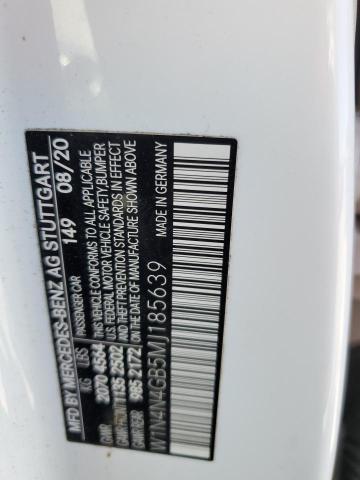 MFD BY MERCEDES-BENZ AG STUTTGART
149 08/20
PASSENGER CAR
THIS VEHICLE CONFORMS TO ALL APPLICABLE
U.S. FEDERAL MOTOR VEHICLE SAFETY, BUMPER
AND THEFT PREVENTION STANDARDS IN EFFECT
ON THE DATE OF MANUFACTURE SHOWN ABOVE.
MADE IN GERMANY
KG LBS
GVWR 2070 4564
GAWR FRONT 1135 2502
GAWR REAR 985 2172
W1N4N4GB5MJ185639